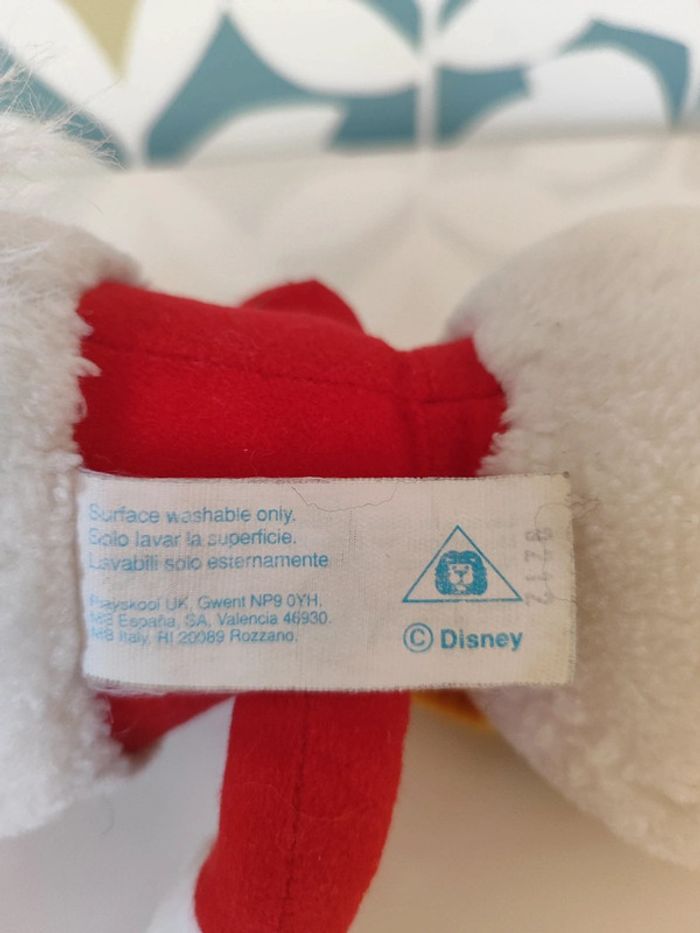 Surface washable only.
Solo lavar la superficie.
Lavabili solo esternamente
Playskool UK, Gwent NP9 0YH.
MB España, SA, Valencia 46930.
MB Italy, RI 20089 Rozzano.
© Disney